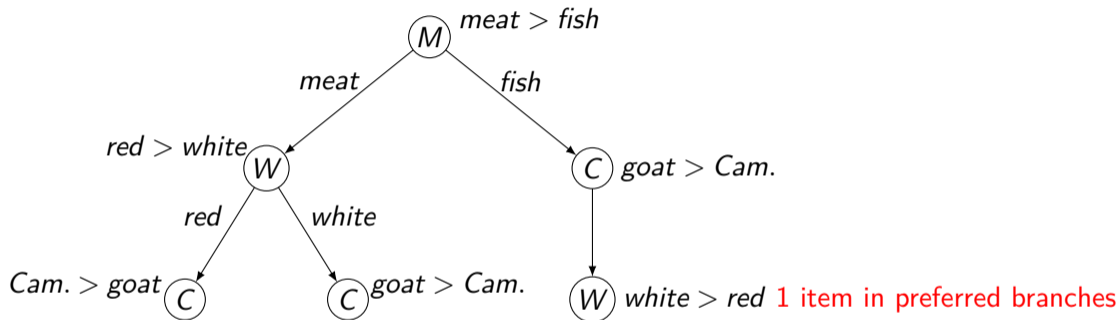 meat > fish
M
meat
fish
red > white
W
C
goat > Cam.
red
white
Cam. > goat
C
C
goat > Cam.
W
white > red 1 item in preferred branches